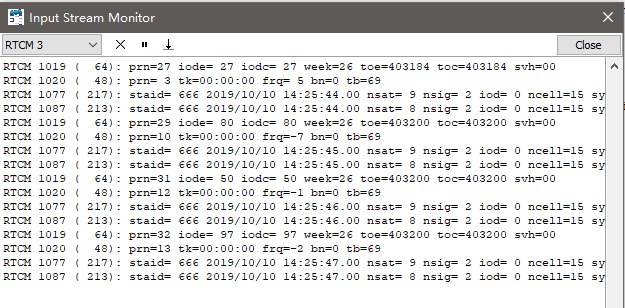 Input Stream Monitor
RTCM 3 Close
RTCM 1019 (  64): prn=27 iode= 27 iodc= 27 week=26 toe=403184 toc=403184 svh=00
RTCM 1020 (  48): prn= 3 tk=00:00:00 frq= 5 bn=0 tb=69
RTCM 1077 ( 217): staid= 666 2019/10/10 14:25:44.00 nsat= 9 nsig= 2 iod= 0 ncell=15 sy
RTCM 1087 ( 213): staid= 666 2019/10/10 14:25:44.00 nsat= 8 nsig= 2 iod= 0 ncell=15 sy
RTCM 1019 (  64): prn=29 iode= 80 iodc= 80 week=26 toe=403200 toc=403200 svh=00
RTCM 1020 (  48): prn=10 tk=00:00:00 frq=-7 bn=0 tb=69
RTCM 1077 ( 217): staid= 666 2019/10/10 14:25:45.00 nsat= 9 nsig= 2 iod= 0 ncell=15 sy
RTCM 1087 ( 213): staid= 666 2019/10/10 14:25:45.00 nsat= 8 nsig= 2 iod= 0 ncell=15 sy
RTCM 1019 (  64): prn=31 iode= 50 iodc= 50 week=26 toe=403200 toc=403200 svh=00
RTCM 1020 (  48): prn=12 tk=00:00:00 frq=-1 bn=0 tb=69
RTCM 1077 ( 217): staid= 666 2019/10/10 14:25:46.00 nsat= 9 nsig= 2 iod= 0 ncell=15 sy
RTCM 1087 ( 213): staid= 666 2019/10/10 14:25:46.00 nsat= 8 nsig= 2 iod= 0 ncell=15 sy
RTCM 1019 (  64): prn=32 iode= 97 iodc= 97 week=26 toe=403200 toc=403200 svh=00
RTCM 1020 (  48): prn=13 tk=00:00:00 frq=-2 bn=0 tb=69
RTCM 1077 ( 217): staid= 666 2019/10/10 14:25:47.00 nsat= 9 nsig= 2 iod= 0 ncell=15 sy
RTCM 1087 ( 213): staid= 666 2019/10/10 14:25:47.00 nsat= 8 nsig= 2 iod= 0 ncell=15 sy